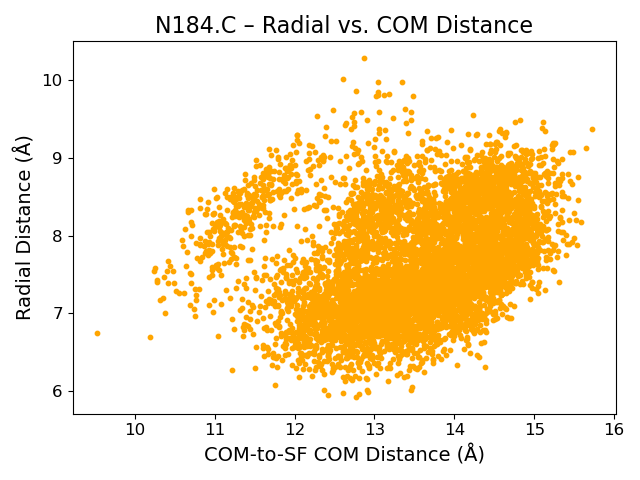 N184.C – Radial vs. COM Distance
Radial Distance (Å)
10
9
8
7
6
10 11 12 13 14 15 16
COM-to-SF COM Distance (Å)